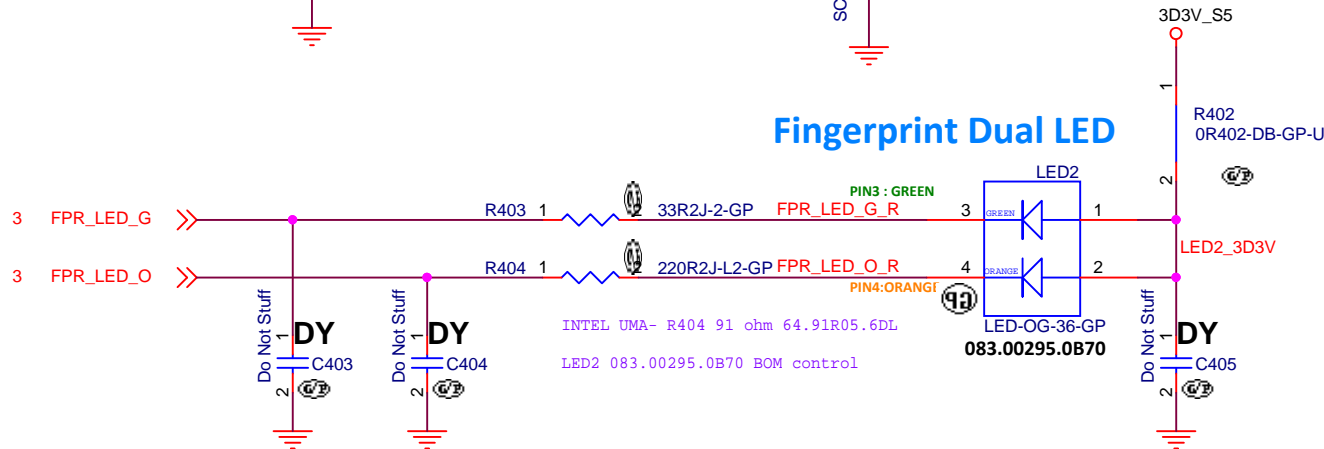 SC
3D3V_S5
1
R402
0R402-DB-GP-U
2
G/P
Fingerprint Dual LED
LED2
PIN3 : GREEN
3 FPR_LED_G
R403 1
2
33R2J-2-GP
FPR_LED_G_R
3
GREEN
1
LED2_3D3V
3 FPR_LED_O
R404 1
2
220R2J-L2-GP
FPR_LED_O_R
4
ORANGE
2
PIN4:ORANGE
GP
LED-OG-36-GP
083.00295.0B70
INTEL UMA- R404 91 ohm 64.91R05.6DL
LED2 083.00295.0B70 BOM control
Do Not Stuff
1
DY
C403
2
G/P
Do Not Stuff
1
DY
C404
2
G/P
Do Not Stuff
1
DY
C405
2
G/P